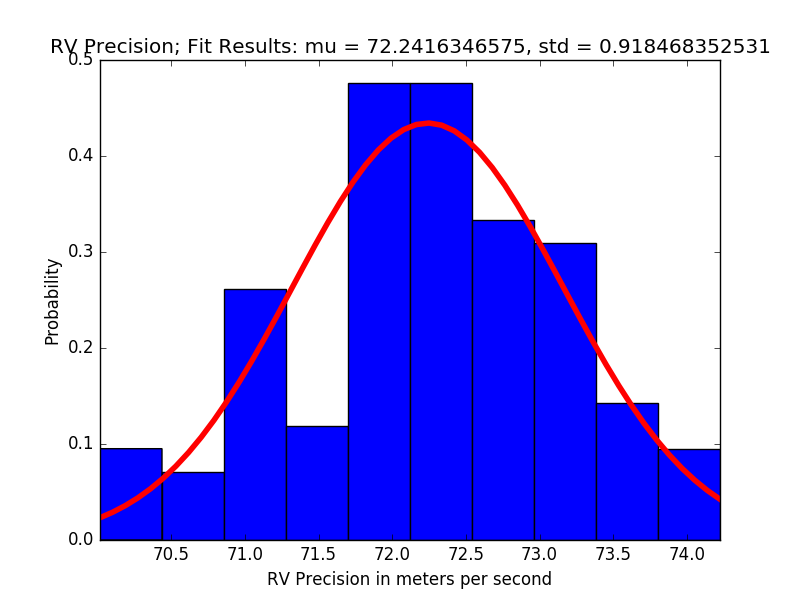 RV Precision; Fit Results: mu = 72.2416346575, std = 0.918468352531
0.5
0.4
0.3
0.2
0.1
0.0
Probability
70.5 71.0 71.5 72.0 72.5 73.0 73.5 74.0
RV Precision in meters per second